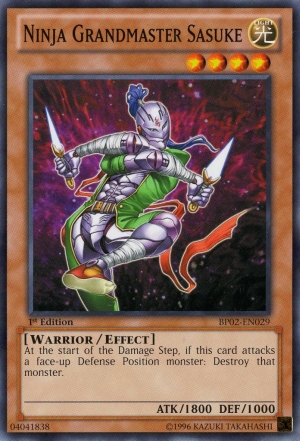 NINJA GRANDMASTER SASUKE
LIGHT
光
1st Edition
BP02-EN029
[WARRIOR / EFFECT]
At the start of the Damage Step, if this card attacks
a face-up Defense Position monster: Destroy that
monster.
ATK/1800 DEF/1000
04041838
©1996 KAZUKI TAKAHASHI